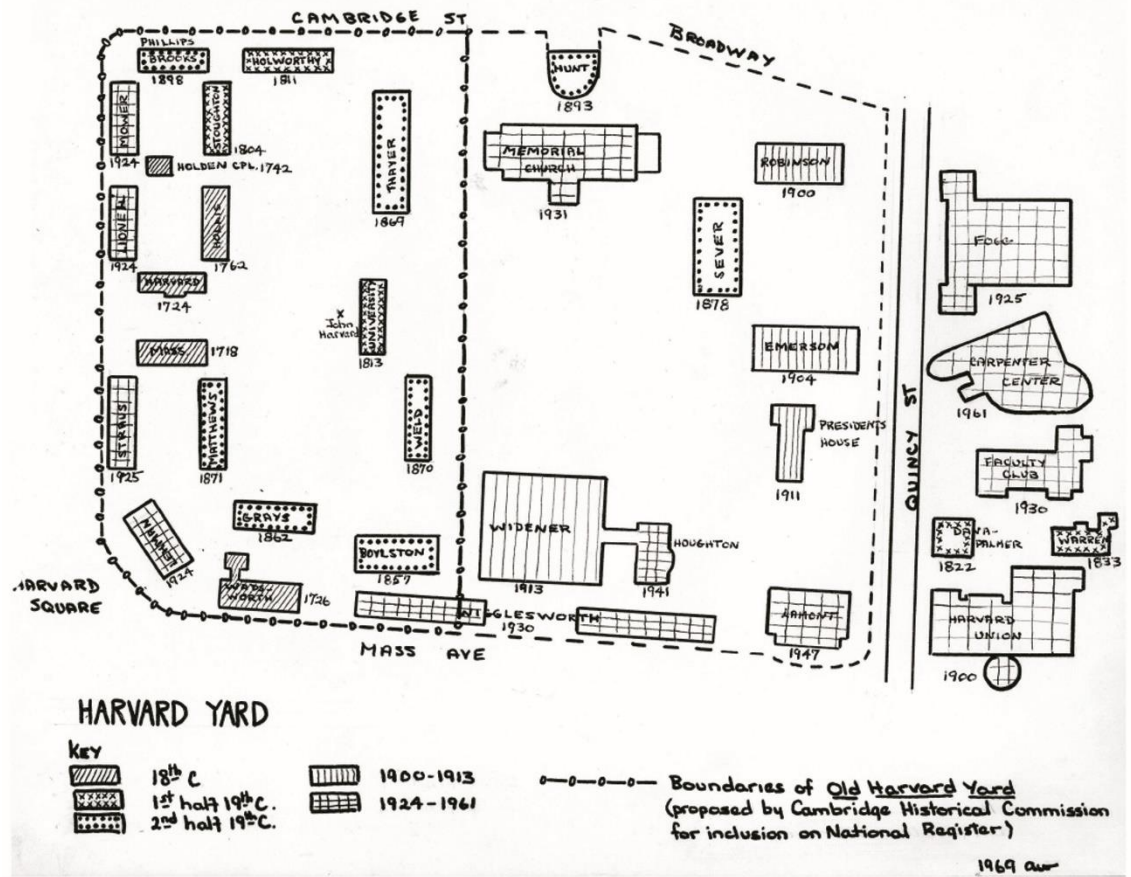 CAMBRIDGE ST
BROADWAY
PHILLIPS
BROOKS
1898
HOLWORTHY
1811
HUNT
1893
MOWER
1924
STOUGHTON
1804
HOLDEN CPL. 1742
THAYER
1869
MEMORIAL
CHURCH
1931
ROBINSON
1900
LIONEL
1924
HOLLIS
1762
SEVER
1878
FOGG
1925
HARVARD
1724
x
John
Harvard
UNIVERSITY
1813
MASS 1718
EMERSON
1904
CARPENTER
CENTER
1961
STRAUS
1925
MATTHEWS
1871
WELD
1870
PRESIDENTS
HOUSE
1911
QUINCY ST
FACULTY
CLUB
1930
GRAYS
1862
BOYLSTON
1857
WIDENER
1913
HOUGHTON
1941
DANA-
PALMER
1822
WARREN
1833
1924
WADS
WORTH
1726
HARVARD
SQUARE
WIGGLESWORTH
1930
LAMONT
1947
HARVARD
UNION
1900
MASS AVE
HARVARD YARD
KEY
18th C
1st half 19th C.
2nd half 19th C.
1900-1913
1924-1961
Boundaries of Old Harvard Yard
(proposed by Cambridge Historical Commission
for inclusion on National Register)
1969